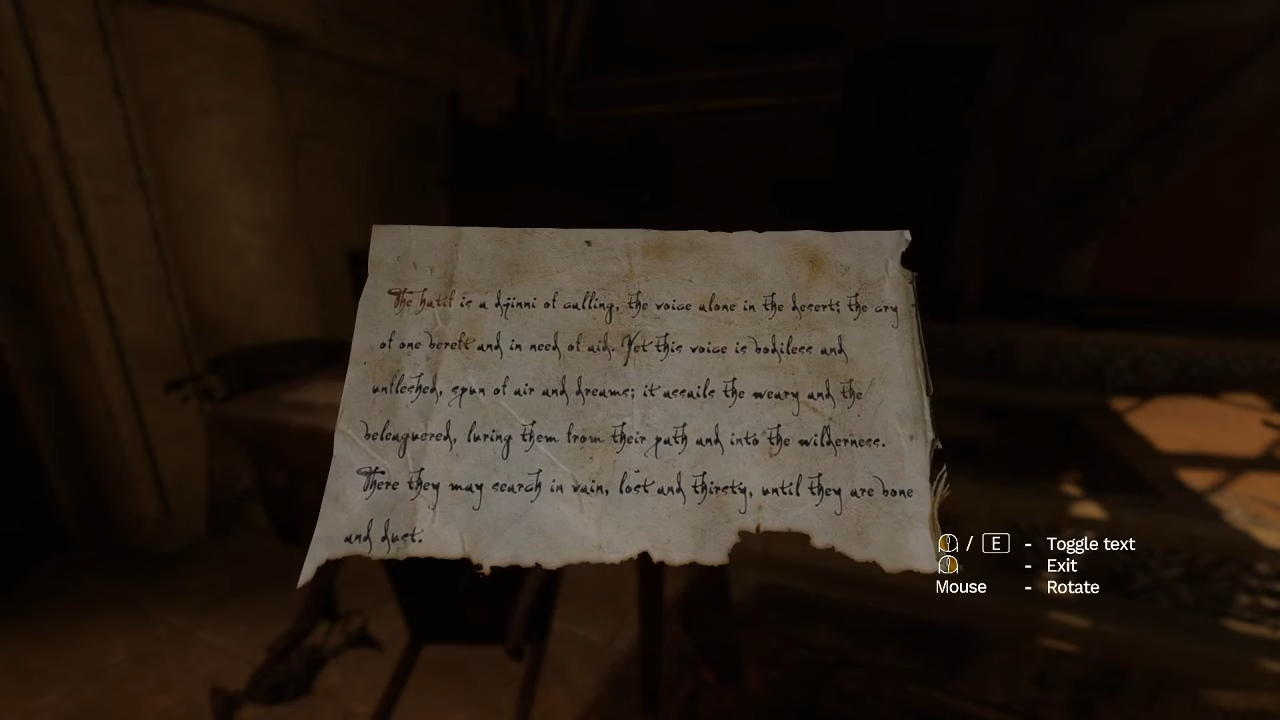 The hatif is a djinni of calling, the voice alone in the desert; the cry
of one bereft and in need of aid. Yet this voice is bodiless and
unfleshed, spun of air and dreams; it assails the weary and the
beleaguered, luring them from their path and into the wilderness.
There they may search in vain, lost and thirsty, until they are bone
and dust.
/ E - Toggle text
- Exit
Mouse - Rotate